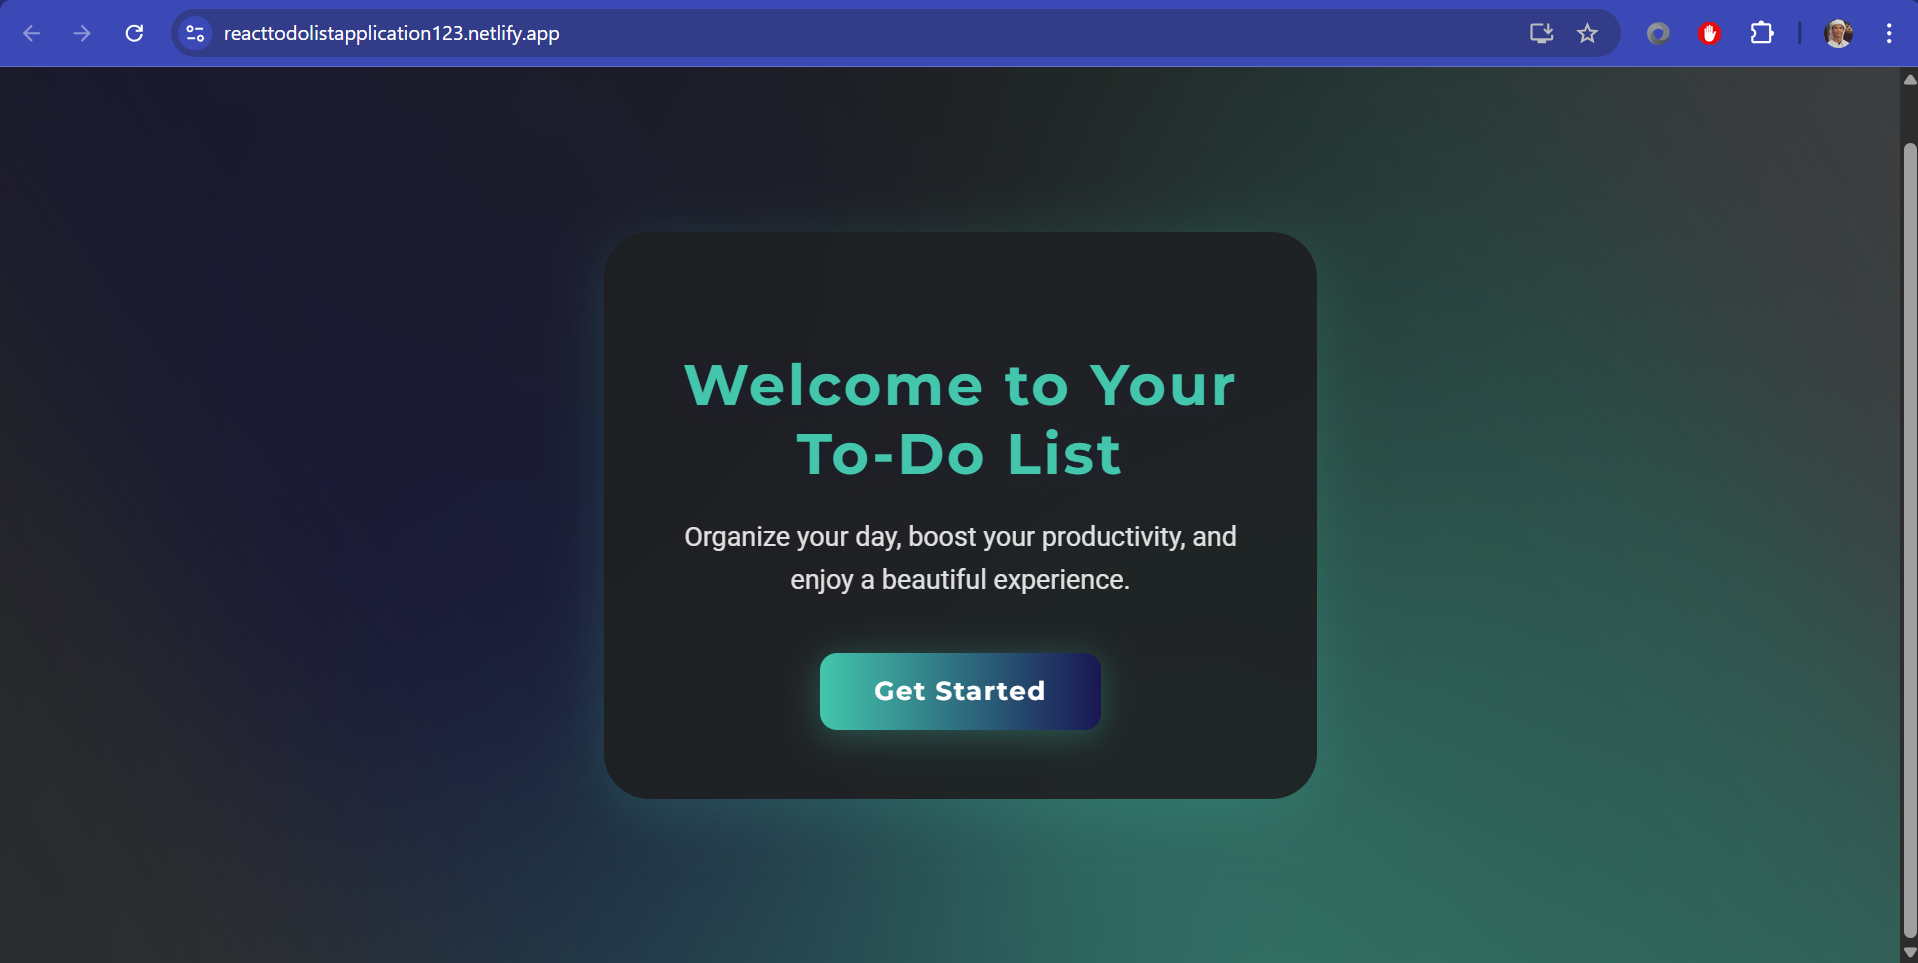 reacttodolistapplication123.netlify.app
Welcome to Your
To-Do List
Organize your day, boost your productivity, and
enjoy a beautiful experience.
Get Started